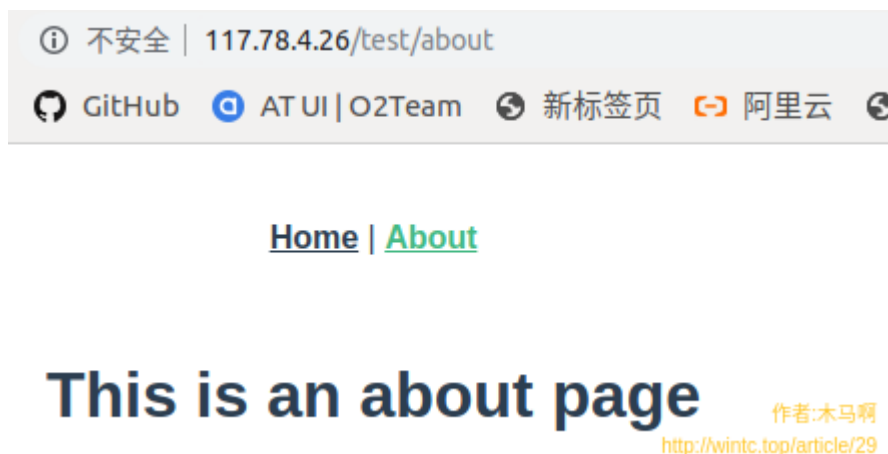 不安全 | 117.78.4.26/test/about
GitHub AT UI | O2Team 新标签页 阿里云
Home | About
This is an about page
作者:木马啊
http://wintc.top/article/29